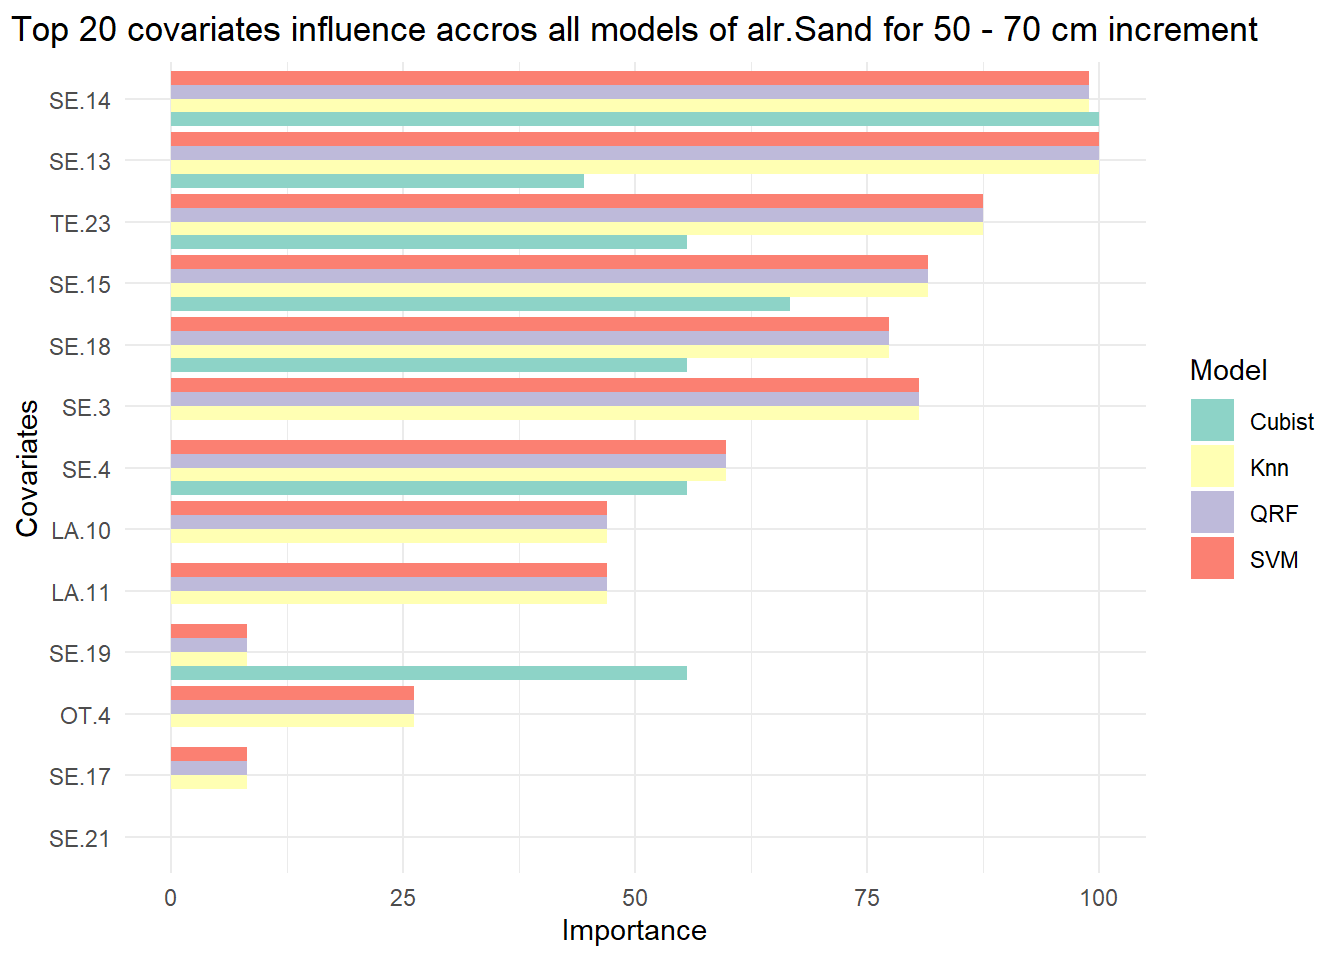 Top 20 covariates influence accros all models of alr.Sand for 50 - 70 cm increment
SE.14
SE.13
TE.23
SE.15
SE.18
SE.3
SE.4
LA.10
LA.11
SE.19
OT.4
SE.17
SE.21
Covariates
0 25 50 75 100
Importance
Model
Cubist
Knn
QRF
SVM